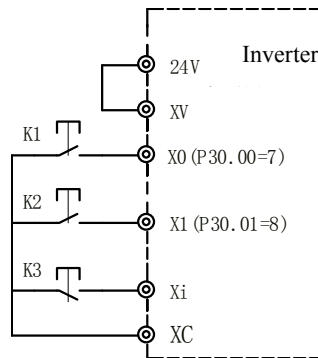 24V
Inverter
XV
K1
X0(P30.00=7)
K2
X1(P30.01=8)
K3
Xi
XC